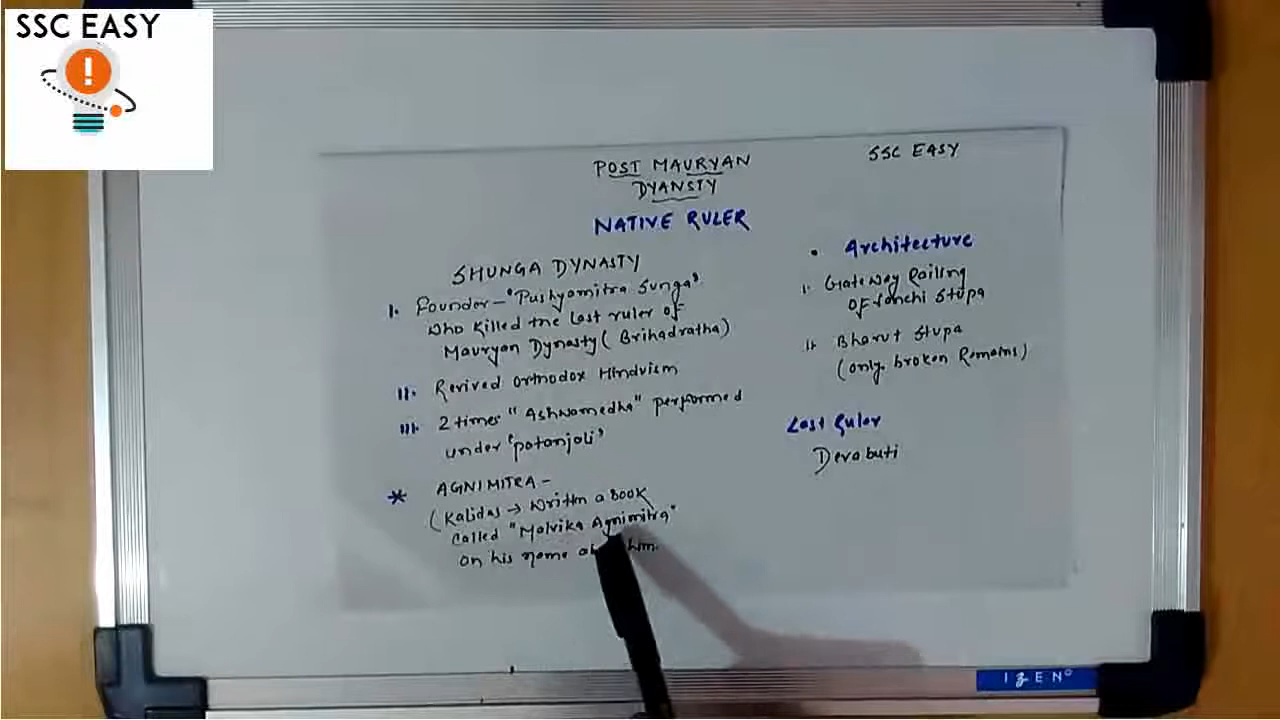 SSC EASY
!
POST MAURYAN
DYANSTY
SSC EASY
NATIVE RULER
SHUNGA DYNASTY
I. Founder - 'Pushyamitra Sunga'
Who killed the last ruler of
Mauryan Dynasty ( Brihadratha)
II. Revived orthodox Hinduism
III. 2 times "Ashwamedha" performed
under 'patanjali'
* AGNIMITRA -
(Kalidas → Written a Book
called "Malvika Agnimitra"
on his name him.
• Architecture
I. Gateway Railing
of Sanchi Stupa
II. Bharut Stupa
(only broken Remains)
Last Ruler
Devabuti
IZEN